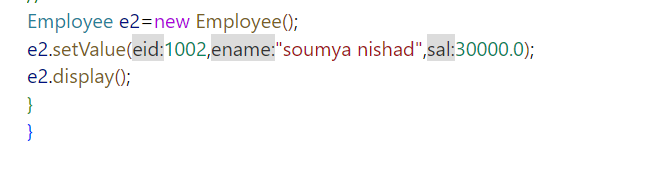 Employee e2=new Employee();
e2.setValue(eid:1002,ename:"soumya nishad",sal:30000.0);
e2.display();
}
}